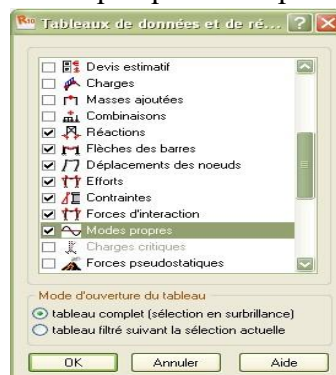 Tableaux de données et de ré...
Devis estimatif
Charges
Masses ajoutées
Combinaisons
Réactions
Flèches des barres
Déplacements des noeuds
Efforts
Contraintes
Forces d'interaction
Modes propres
Charges critiques
Forces pseudostatiques
Mode d'ouverture du tableau
tableau complet (sélection en surbrillance)
tableau filtré suivant la sélection actuelle
OK Annuler Aide